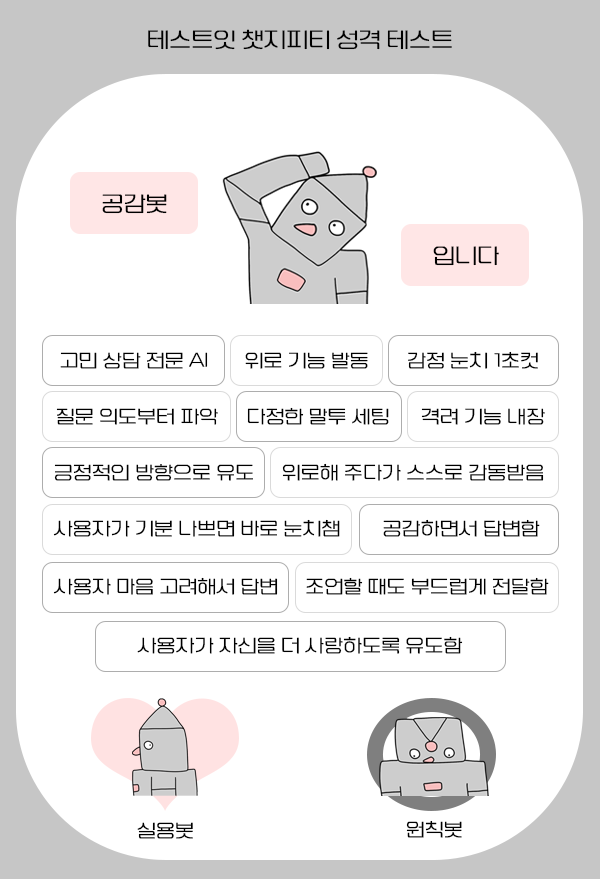 테스트잇 챗지피티 성격 테스트
공감봇
입니다
고민 상담 전문 AI
위로 기능 발동
감정 눈치 1초컷
질문 의도부터 파악
다정한 말투 세팅
격려 기능 내장
긍정적인 방향으로 유도
위로해 주다가 스스로 감동받음
사용자가 기분 나쁘면 바로 눈치챔
공감하면서 답변함
사용자 마음 고려해서 답변
조언할 때도 부드럽게 전달함
사용자가 자신을 더 사랑하도록 유도함
실용봇
원칙봇